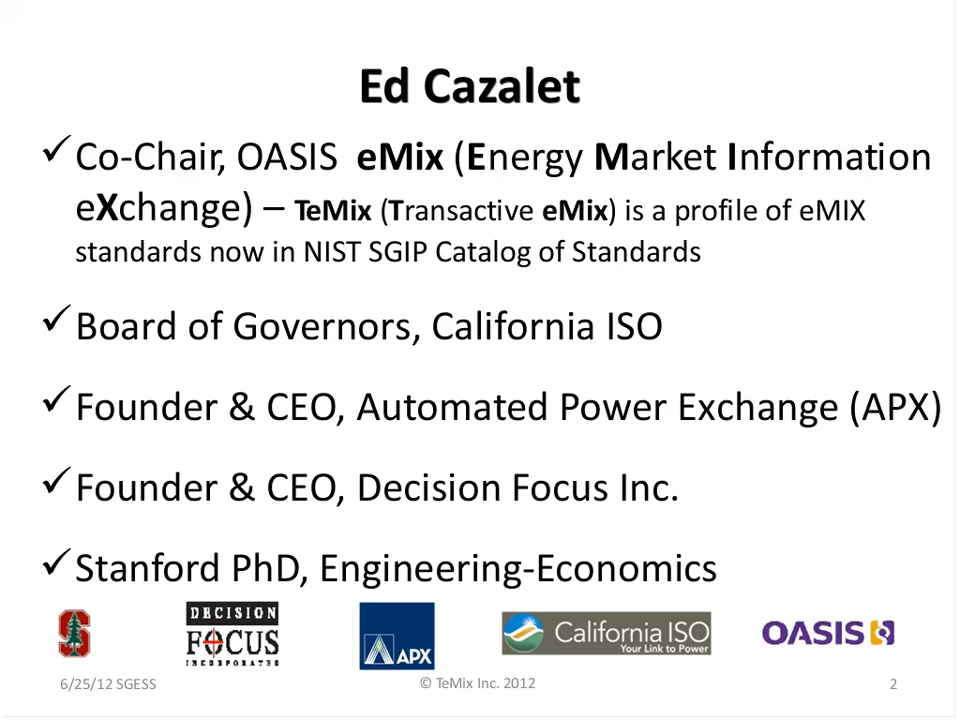 Ed Cazalet
✓Co-Chair, OASIS eMix (Energy Market Information
eXchange) – TeMix (Transactive eMix) is a profile of eMIX
standards now in NIST SGIP Catalog of Standards
✓Board of Governors, California ISO
✓Founder & CEO, Automated Power Exchange (APX)
✓Founder & CEO, Decision Focus Inc.
✓Stanford PhD, Engineering-Economics
S
DECISION
FOCUS
INCORPORATED
APX
California ISO
Your Link to Power
OASIS
6/25/12 SGESS
© TeMix Inc. 2012
2